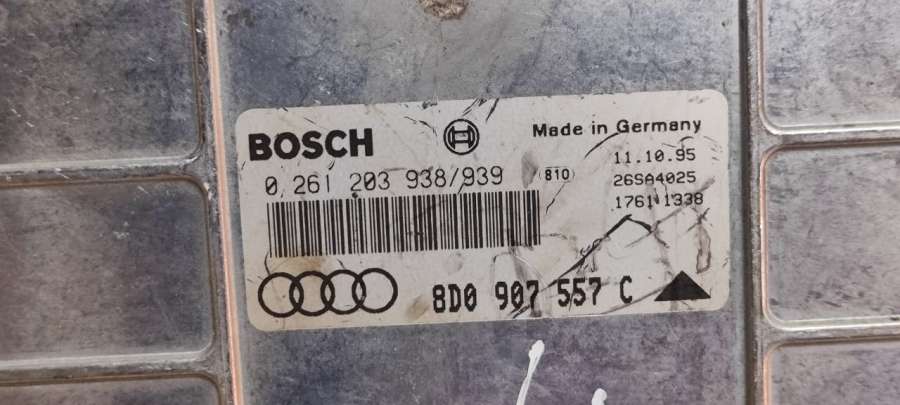 BOSCH
Made in Germany
0 261 203 938/939
(810)
11.10.95
26SA4025
1761 1338
8D0 907 557 C